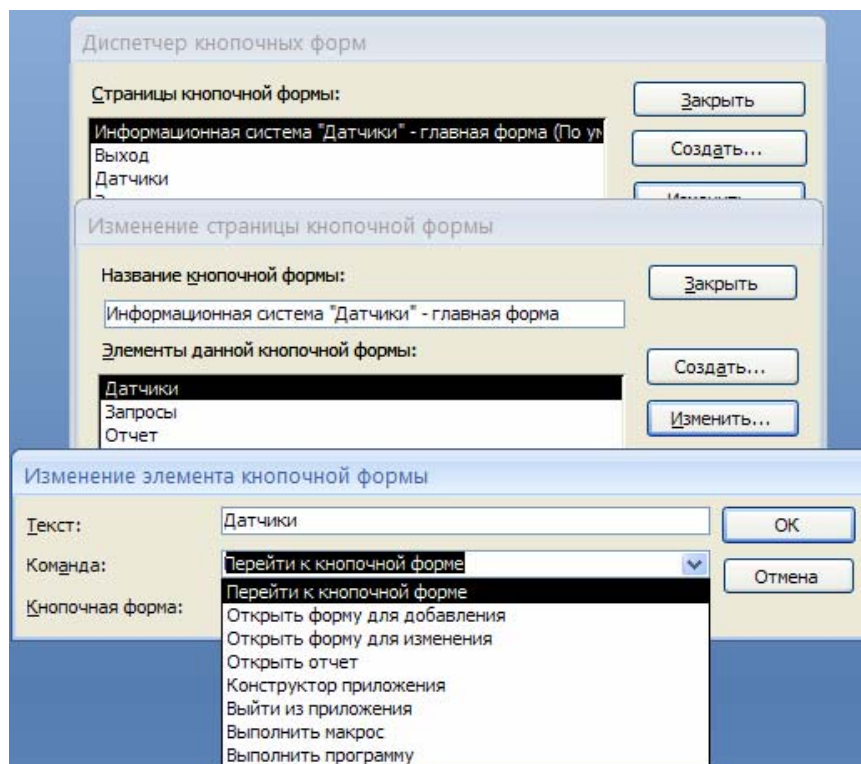 Диспетчер кнопочных форм
Страницы кнопочной формы:
Закрыть
Информационная система "Датчики" - главная форма (По ум
Создать...
Выход
Датчики
Изменение страницы кнопочной формы
Название кнопочной формы:
Закрыть
Информационная система "Датчики" - главная форма
Элементы данной кнопочной формы:
Создать...
Датчики
Запросы
Изменить...
Отчет
Изменение элемента кнопочной формы
Текст:
Датчики
ОК
Команда:
Перейти к кнопочной форме
Отмена
Кнопочная форма:
Перейти к кнопочной форме
Открыть форму для добавления
Открыть форму для изменения
Открыть отчет
Конструктор приложения
Выйти из приложения
Выполнить макрос
Выполнить программу